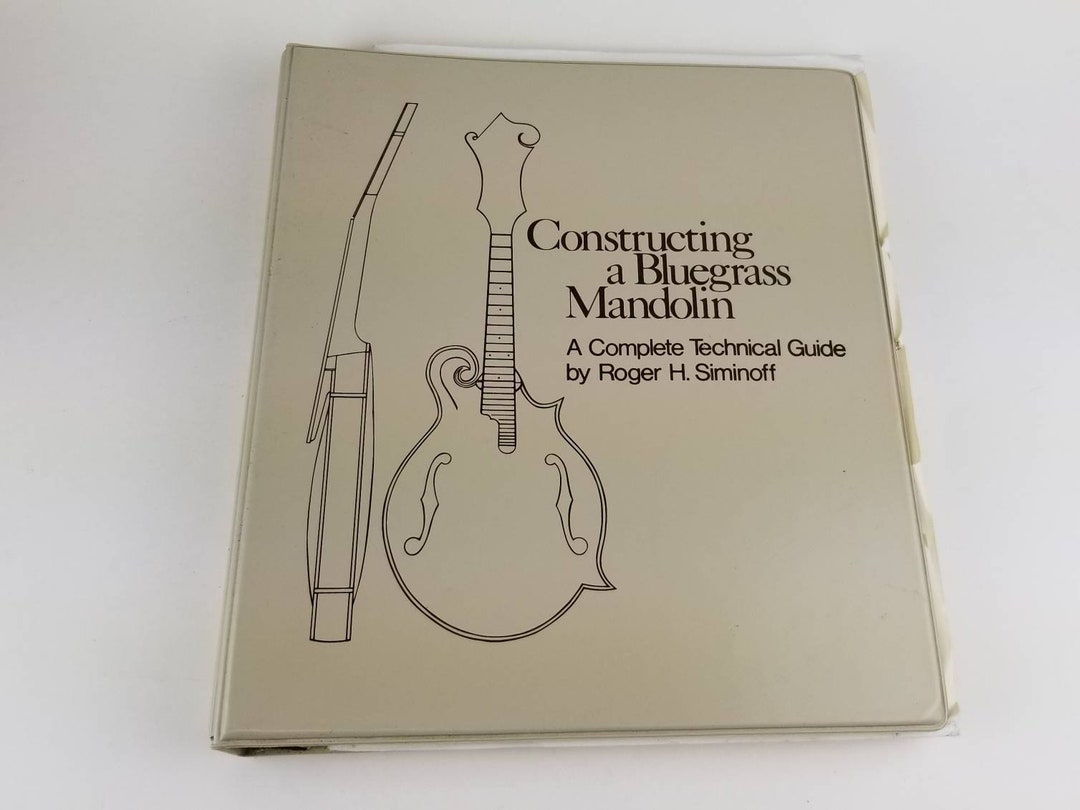 Constructing
a Bluegrass
Mandolin
A Complete Technical Guide
by Roger H. Siminoff